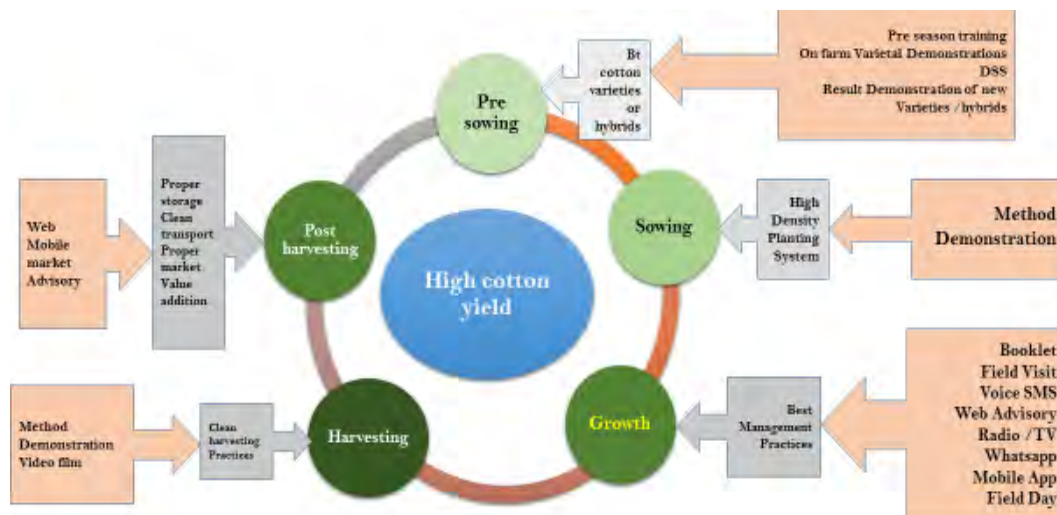 Pre season training
On farm Varietal Demonstrations
DSS
Result Demonstration of new
Varieties /hybrids
Bt
cotton
varieties
or
hybrids
Pre
sowing
Sowing
High
Density
Planting
System
Method
Demonstration
Growth
Best
Management
Practices
Booklet
Field Visit
Voice SMS
Web Advisory
Radio /TV
Whatsapp
Mobile App
Field Day
Harvesting
Clean
harvesting
Practices
Method
Demonstration
Video film
Post
harvesting
Proper
storage
Clean
transport
Proper
market
Value
addition
Web
Mobile
market
Advisory
High cotton
yield